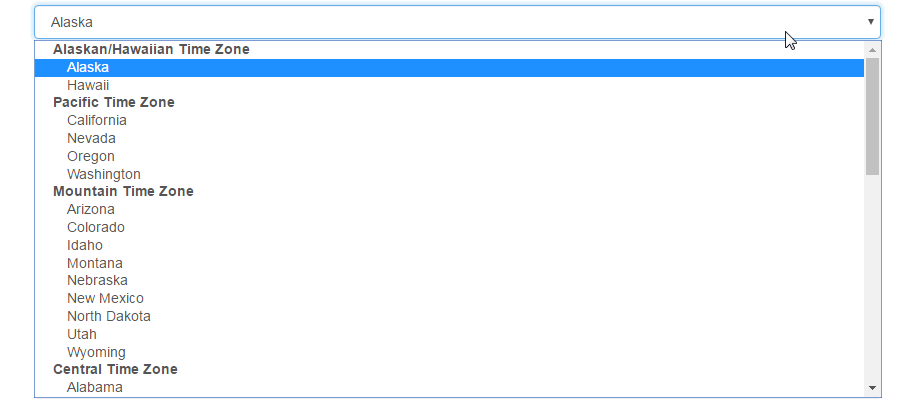 Alaska
Alaskan/Hawaiian Time Zone
Alaska
Hawaii
Pacific Time Zone
California
Nevada
Oregon
Washington
Mountain Time Zone
Arizona
Colorado
Idaho
Montana
Nebraska
New Mexico
North Dakota
Utah
Wyoming
Central Time Zone
Alabama